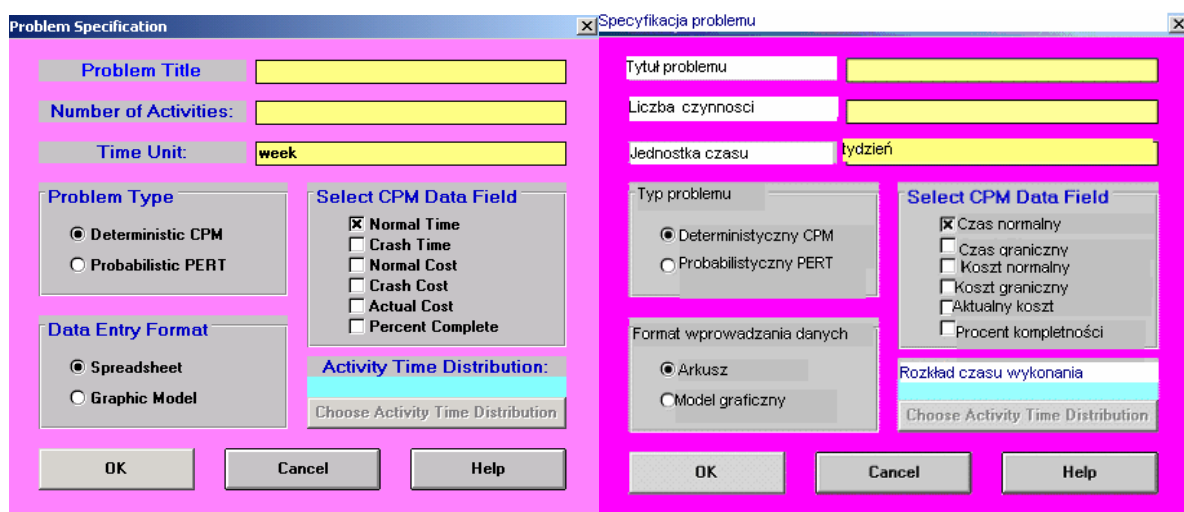 Problem Specification
Problem Title
Number of Activities:
Time Unit:
week
Problem Type
Deterministic CPM
Probabilistic PERT
Data Entry Format
Spreadsheet
Graphic Model
Select CPM Data Field
Normal Time
Crash Time
Normal Cost
Crash Cost
Actual Cost
Percent Complete
Activity Time Distribution:
Choose Activity Time Distribution
OK
Cancel
Help
Specyfikacja problemu
Tytuł problemu
Liczba czynnosci
Jednostka czasu
tydzień
Typ problemu
Deterministyczny CPM
Probabilistyczny PERT
Format wprowadzania danych
Arkusz
Model graficzny
Select CPM Data Field
Czas normalny
Czas graniczny
Koszt normalny
Koszt graniczny
Aktualny koszt
Procent kompletności
Rozkład czasu wykonania
Choose Activity Time Distribution
OK
Cancel
Help